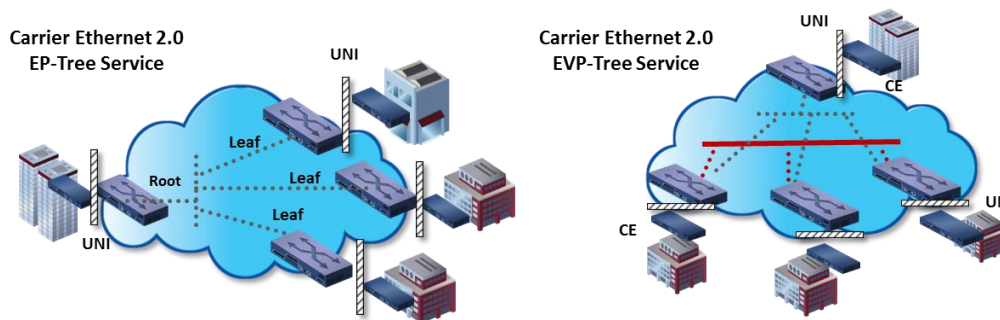 Carrier Ethernet 2.0
EP-Tree Service
UNI
Leaf
Leaf
Root
Leaf
UNI
Carrier Ethernet 2.0
EVP-Tree Service
UNI
CE
CE